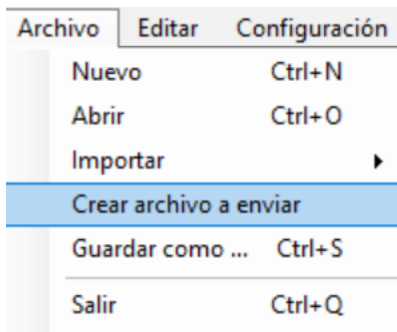 Archivo Editar Configuración
Nuevo Ctrl+N
Abrir Ctrl+O
Importar
Crear archivo a enviar
Guardar como ... Ctrl+S
Salir Ctrl+Q